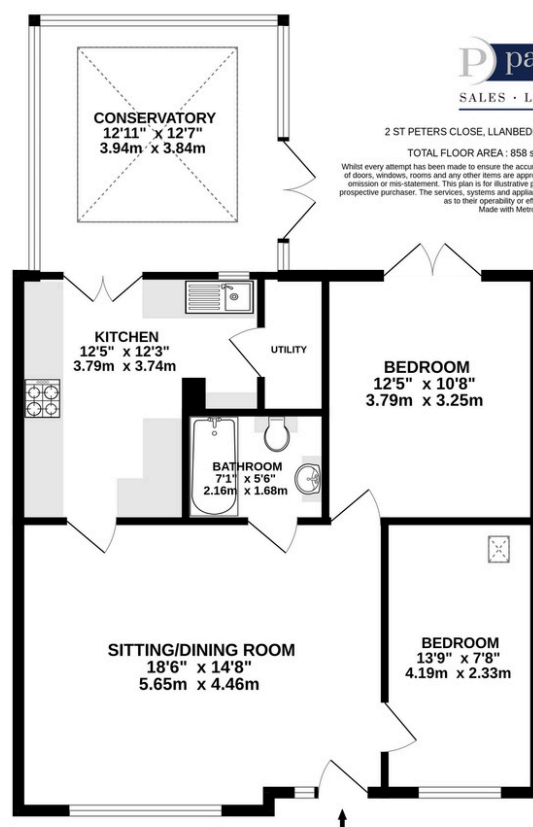 P pa
SALES · L
2 ST PETERS CLOSE, LLANBED
TOTAL FLOOR AREA : 858 s
Whilst every attempt has been made to ensure the accu
of doors, windows, rooms and any other items are appr
omission or mis-statement. This plan is for illustrative p
prospective purchaser. The services, systems and applia
as to their operability or ef
Made with Metro
CONSERVATORY
12'11" x 12'7"
3.94m x 3.84m
KITCHEN
12'5" x 12'3"
3.79m x 3.74m
UTILITY
BEDROOM
12'5" x 10'8"
3.79m x 3.25m
BATHROOM
7'1" x 5'6"
2.16m x 1.68m
SITTING/DINING ROOM
18'6" x 14'8"
5.65m x 4.46m
BEDROOM
13'9" x 7'8"
4.19m x 2.33m